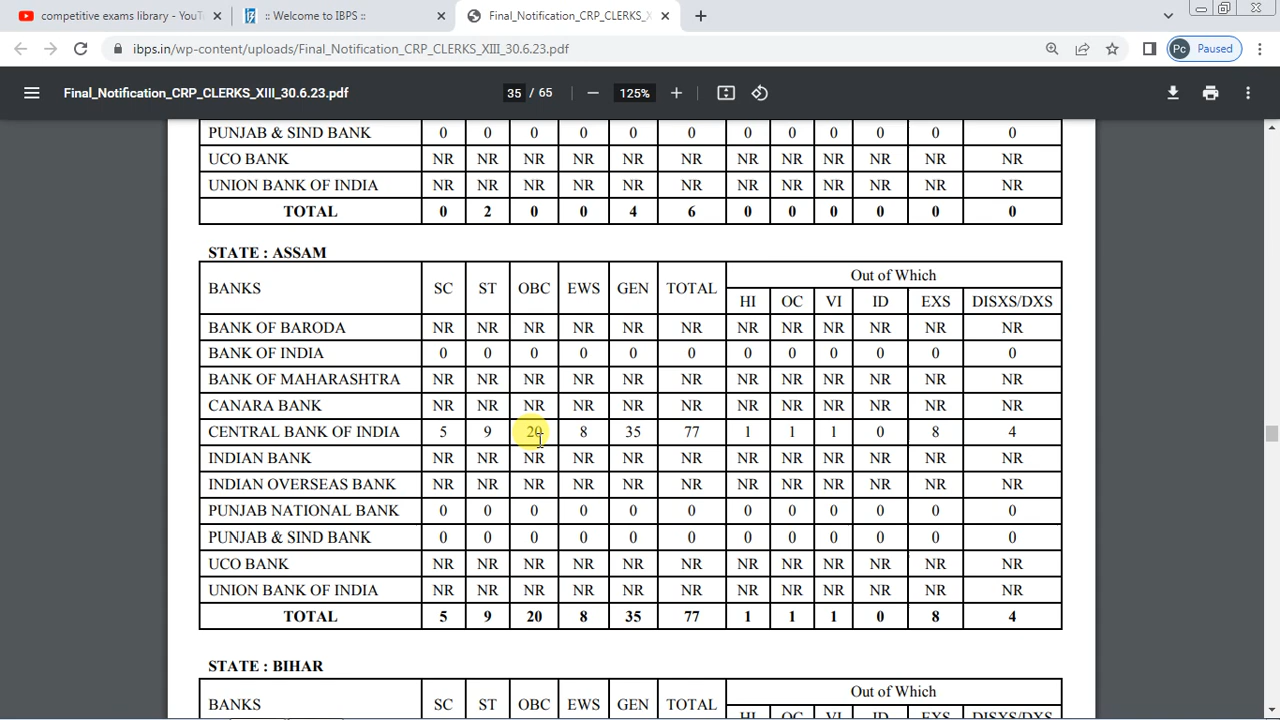 competitive exams library - YouT
:: Welcome to IBPS ::
Final_Notification_CRP_CLERKS_X
ibps.in/wp-content/uploads/Final_Notification_CRP_CLERKS_XIII_30.6.23.pdf
Pc Paused
Final_Notification_CRP_CLERKS_XIII_30.6.23.pdf
35 / 65
125%
PUNJAB & SIND BANK 0 0 0 0 0 0 0 0 0 0 0 0
UCO BANK NR NR NR NR NR NR NR NR NR NR NR NR
UNION BANK OF INDIA NR NR NR NR NR NR NR NR NR NR NR NR
TOTAL 0 2 0 0 4 6 0 0 0 0 0 0
STATE : ASSAM
BANKS SC ST OBC EWS GEN TOTAL Out of Which
HI OC VI ID EXS DISXS/DXS
BANK OF BARODA NR NR NR NR NR NR NR NR NR NR NR NR
BANK OF INDIA 0 0 0 0 0 0 0 0 0 0 0 0
BANK OF MAHARASHTRA NR NR NR NR NR NR NR NR NR NR NR NR
CANARA BANK NR NR NR NR NR NR NR NR NR NR NR NR
CENTRAL BANK OF INDIA 5 9 20 8 35 77 1 1 1 0 8 4
INDIAN BANK NR NR NR NR NR NR NR NR NR NR NR NR
INDIAN OVERSEAS BANK NR NR NR NR NR NR NR NR NR NR NR NR
PUNJAB NATIONAL BANK 0 0 0 0 0 0 0 0 0 0 0 0
PUNJAB & SIND BANK 0 0 0 0 0 0 0 0 0 0 0 0
UCO BANK NR NR NR NR NR NR NR NR NR NR NR NR
UNION BANK OF INDIA NR NR NR NR NR NR NR NR NR NR NR NR
TOTAL 5 9 20 8 35 77 1 1 1 0 8 4
STATE : BIHAR
BANKS SC ST OBC EWS GEN TOTAL Out of Which
HI OC VI ID EXS DISXS/DXS